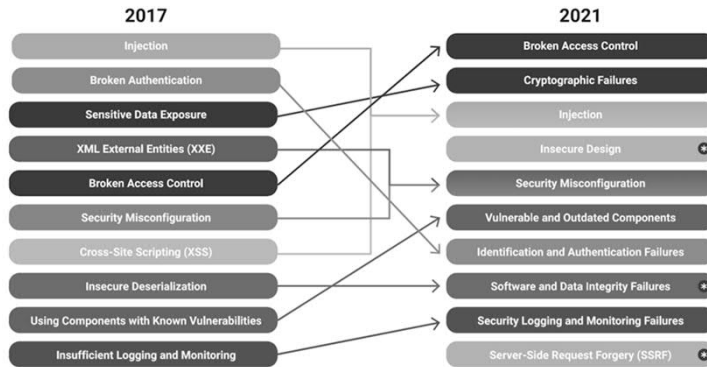 2017
Injection
Broken Authentication
Sensitive Data Exposure
XML External Entities (XXE)
Broken Access Control
Security Misconfiguration
Cross-Site Scripting (XSS)
Insecure Deserialization
Using Components with Known Vulnerabilities
Insufficient Logging and Monitoring
2021
Broken Access Control
Cryptographic Failures
Injection
Insecure Design
Security Misconfiguration
Vulnerable and Outdated Components
Identification and Authentication Failures
Software and Data Integrity Failures
Security Logging and Monitoring Failures
Server-Side Request Forgery (SSRF)